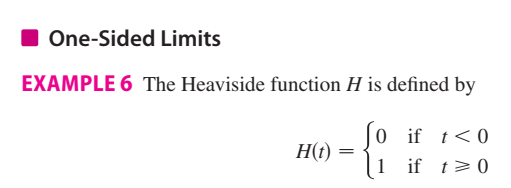 One-Sided Limits
EXAMPLE 6 The Heaviside function H is defined by
H(t) = {0 if t < 0
1 if t ≥ 0